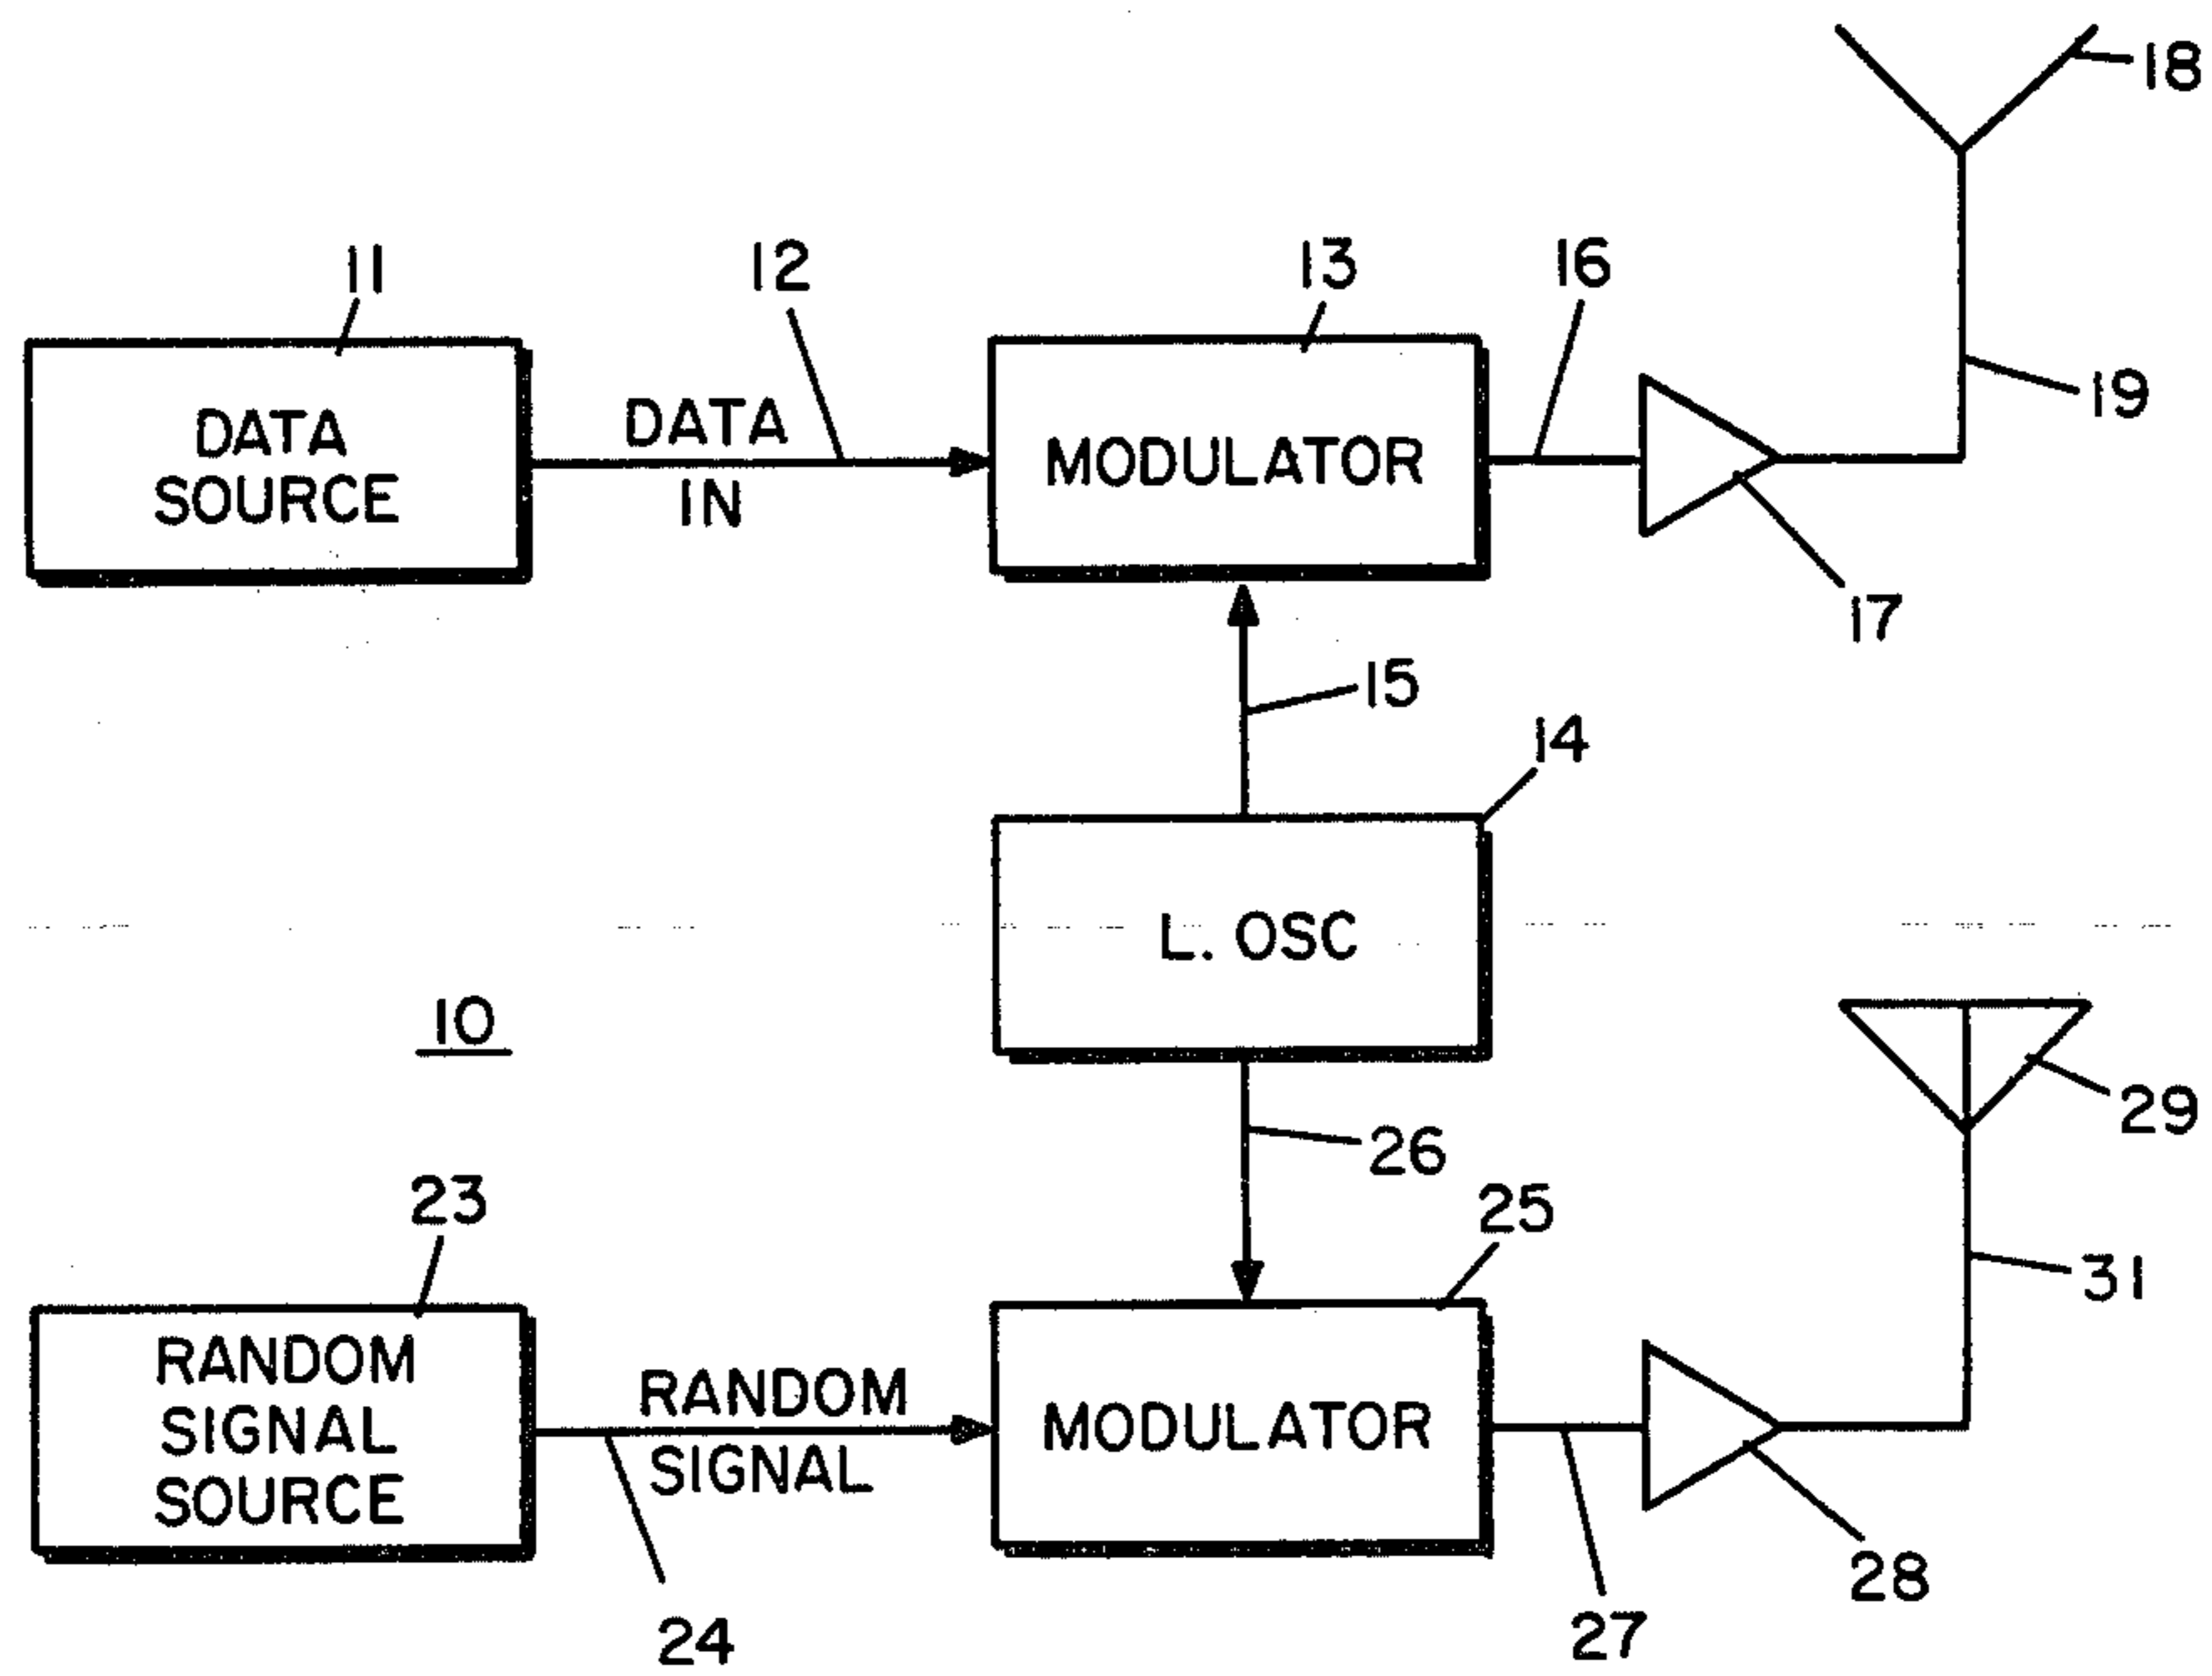 18
11
12
13
16
19
DATA
SOURCE
DATA
IN
MODULATOR
17
15
14
L. OSC
10
29
26
23
25
31
RANDOM
SIGNAL
SOURCE
RANDOM
SIGNAL
MODULATOR
28
24
27